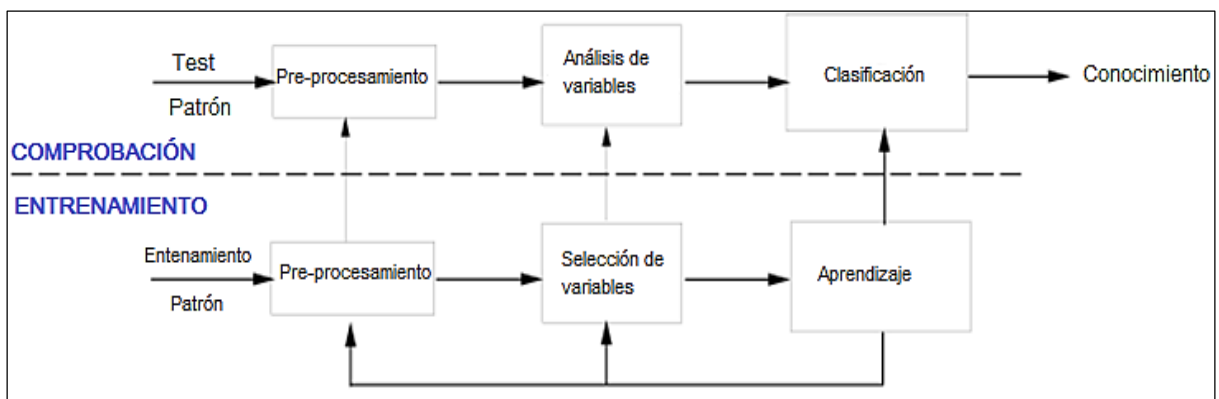 Test
Patrón
Pre-procesamiento
Análisis de
variables
Clasificación
Conocimiento
COMPROBACIÓN
ENTRENAMIENTO
Entenamiento
Patrón
Pre-procesamiento
Selección de
variables
Aprendizaje